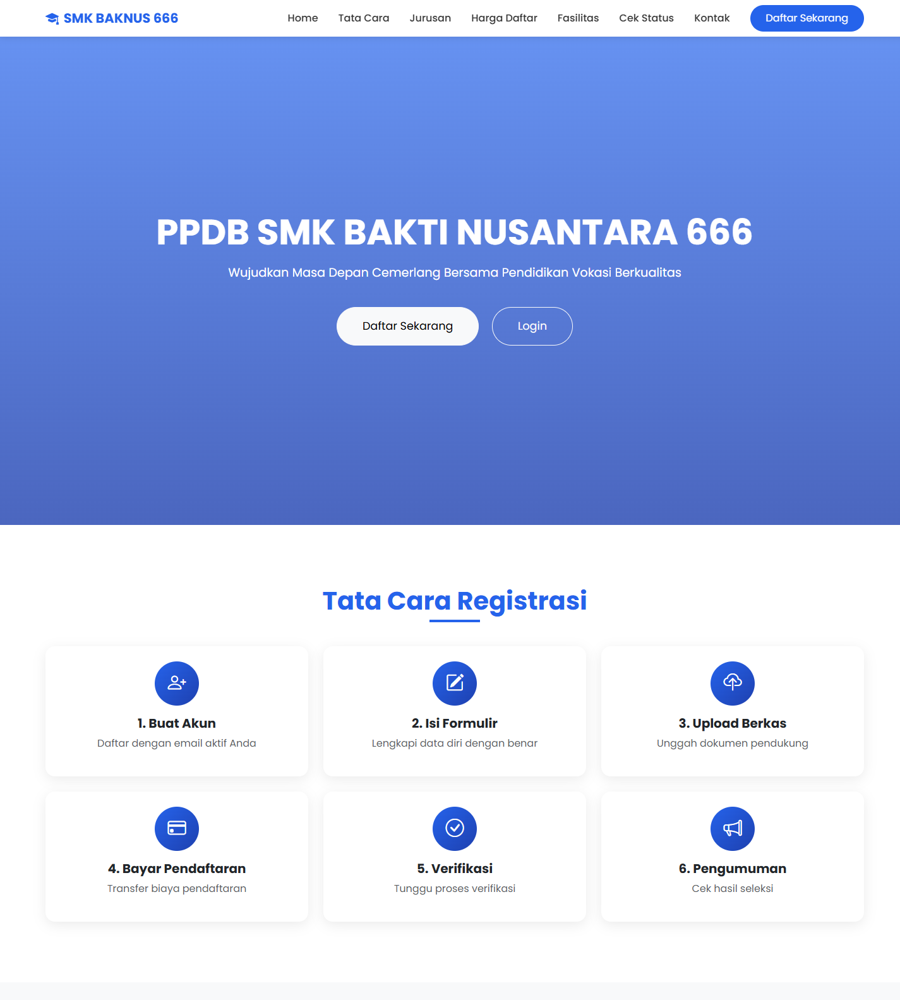 SMK BAKNUS 666
Home
Tata Cara
Jurusan
Harga Daftar
Fasilitas
Cek Status
Kontak
Daftar Sekarang
PPDB SMK BAKTI NUSANTARA 666
Wujudkan Masa Depan Cemerlang Bersama Pendidikan Vokasi Berkualitas
Daftar Sekarang
Login
Tata Cara Registrasi
1. Buat Akun
Daftar dengan email aktif Anda
2. Isi Formulir
Lengkapi data diri dengan benar
3. Upload Berkas
Unggah dokumen pendukung
4. Bayar Pendaftaran
Transfer biaya pendaftaran
5. Verifikasi
Tunggu proses verifikasi
6. Pengumuman
Cek hasil seleksi